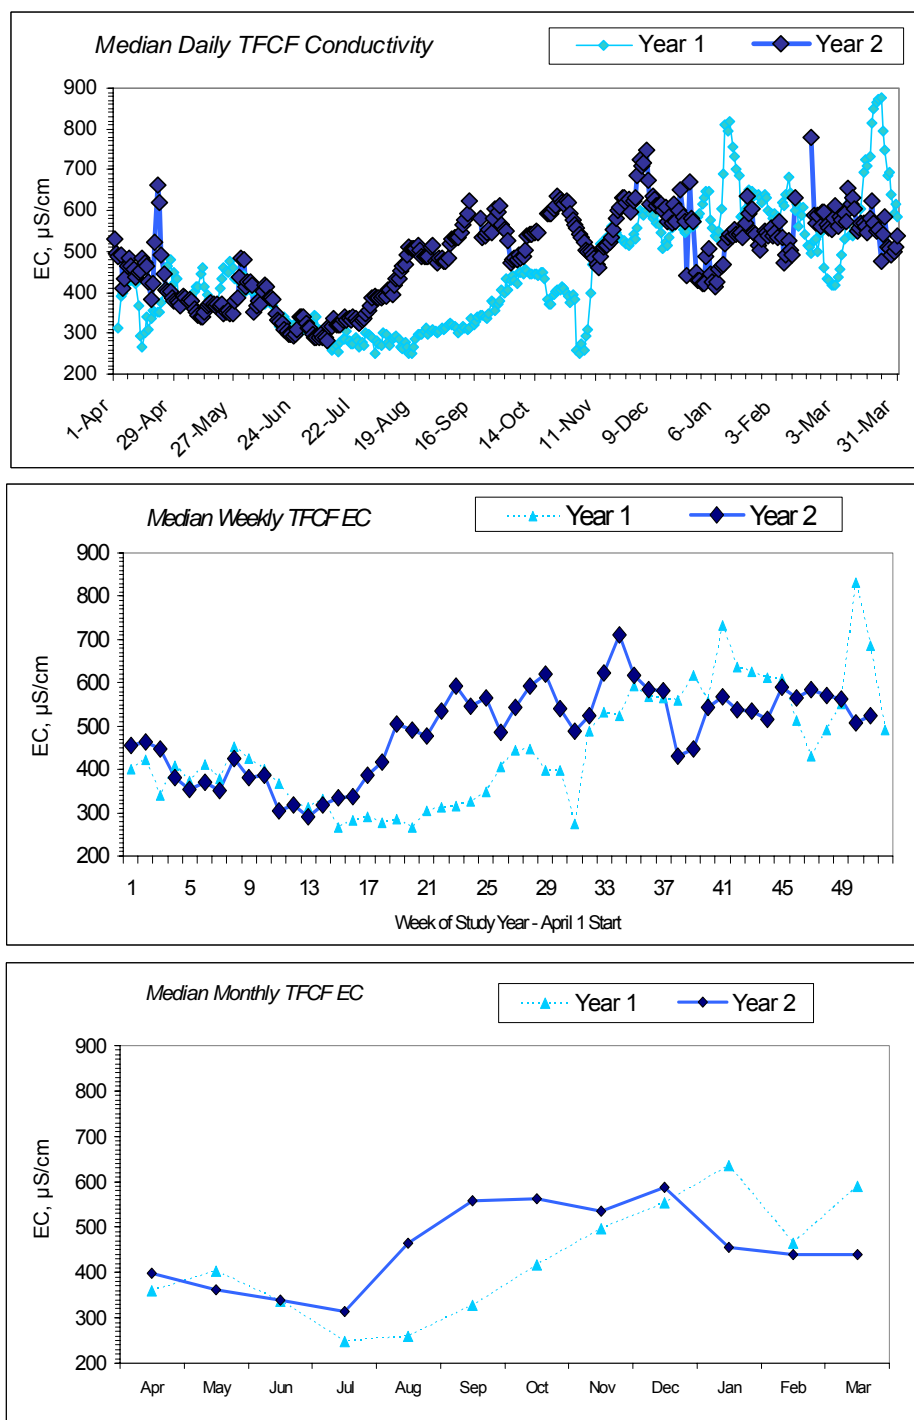 Median Daily TFCF Conductivity
Year 1 Year 2
EC, µS/cm
900
800
700
600
500
400
300
200
1-Apr 29-Apr 27-May 24-Jun 22-Jul 19-Aug 16-Sep 14-Oct 11-Nov 9-Dec 6-Jan 3-Feb 3-Mar 31-Mar
Median Weekly TFCF EC
Year 1 Year 2
EC, µS/cm
900
800
700
600
500
400
300
200
1 5 9 13 17 21 25 29 33 37 41 45 49
Week of Study Year - April 1 Start
Median Monthly TFCF EC
Year 1 Year 2
EC, µS/cm
900
800
700
600
500
400
300
200
Apr May Jun Jul Aug Sep Oct Nov Dec Jan Feb Mar